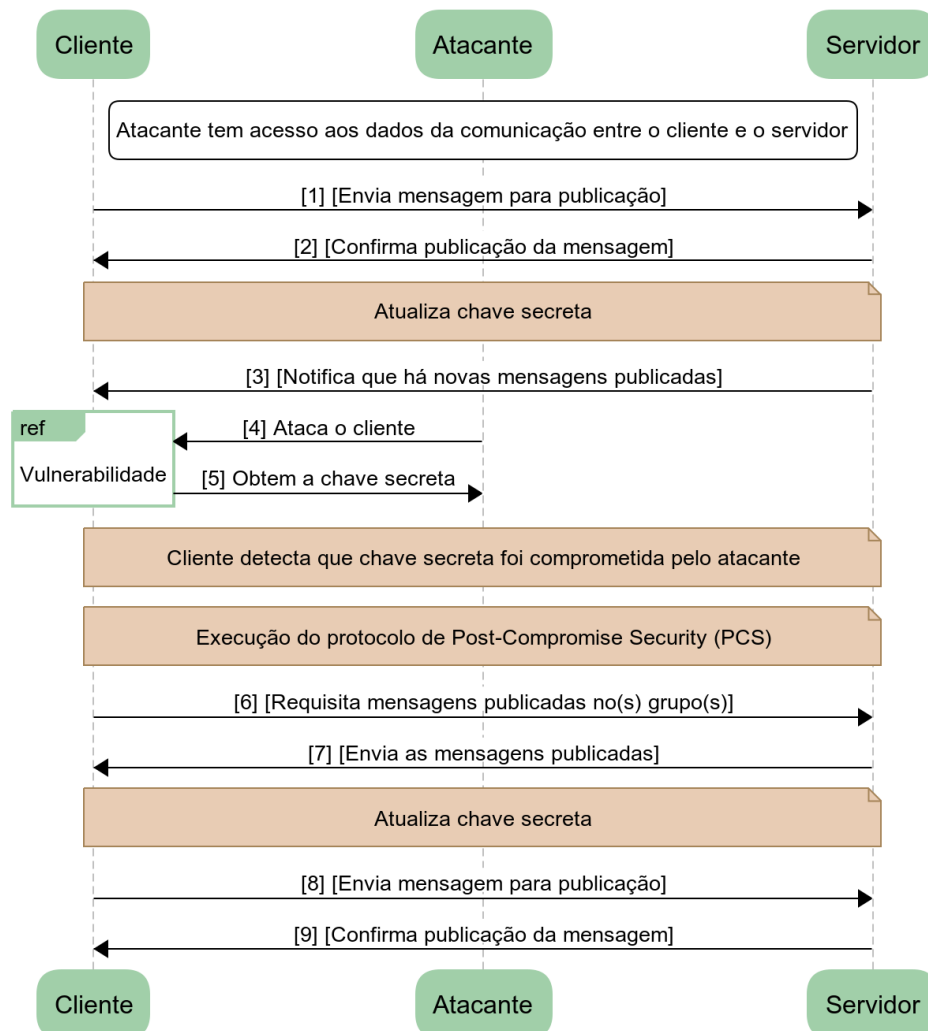 Cliente
Atacante
Servidor
Atacante tem acesso aos dados da comunicação entre o cliente e o servidor
[1] [Envia mensagem para publicação]
[2] [Confirma publicação da mensagem]
Atualiza chave secreta
[3] [Notifica que há novas mensagens publicadas]
ref
[4] Ataca o cliente
Vulnerabilidade
[5] Obtem a chave secreta
Cliente detecta que chave secreta foi comprometida pelo atacante
Execução do protocolo de Post-Compromise Security (PCS)
[6] [Requisita mensagens publicadas no(s) grupo(s)]
[7] [Envia as mensagens publicadas]
Atualiza chave secreta
[8] [Envia mensagem para publicação]
[9] [Confirma publicação da mensagem]
Cliente
Atacante
Servidor